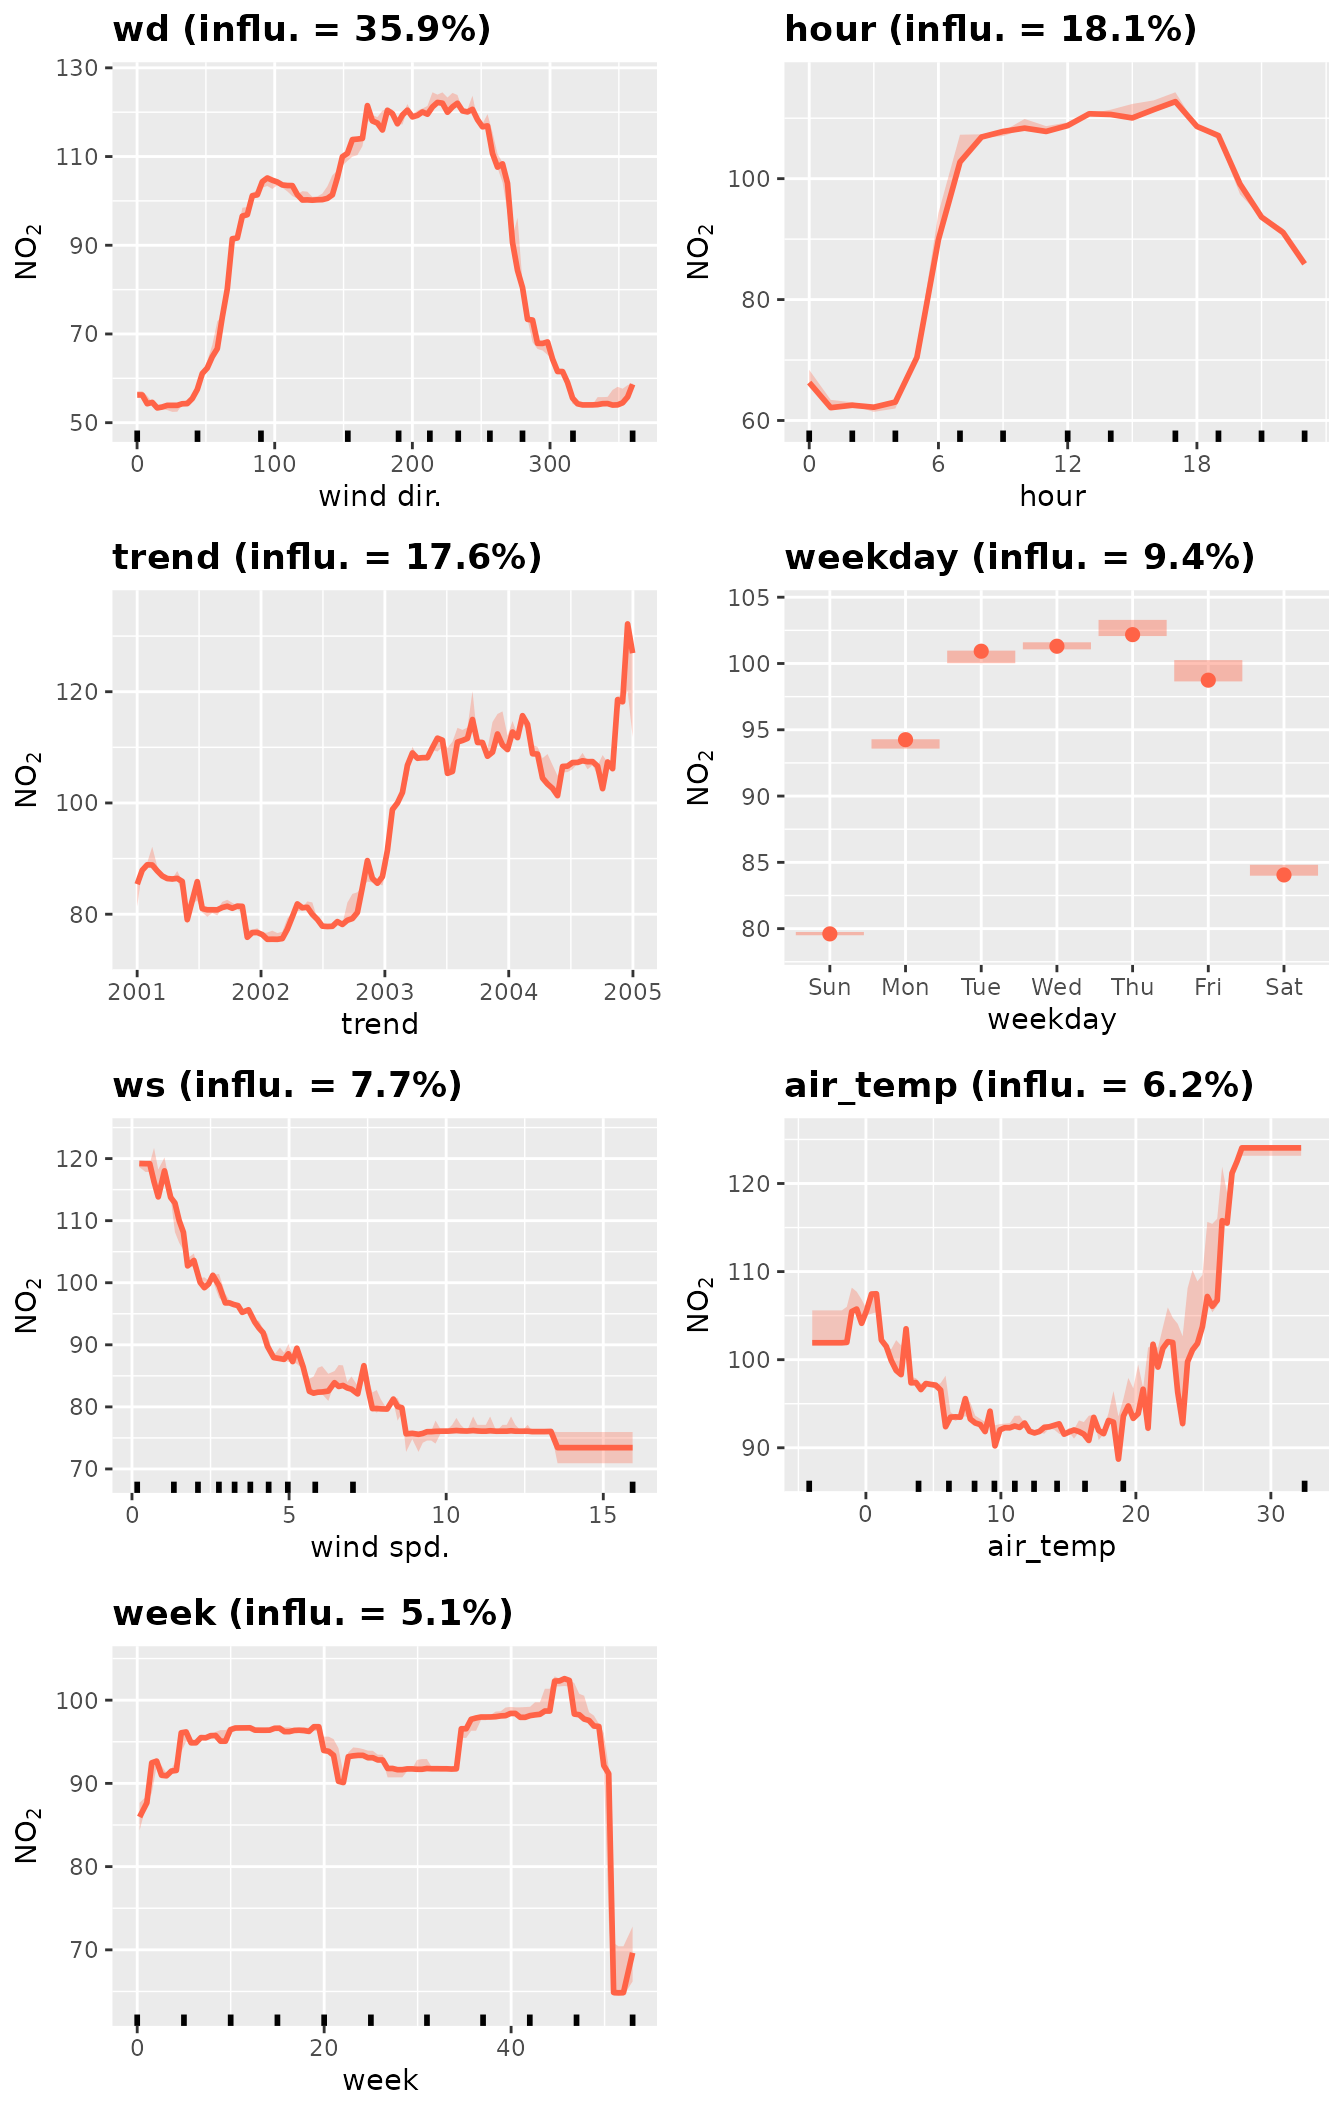 wd (influ. = 35.9%)
130
110
90
70
50
NO2
0 100 200 300
wind dir.
hour (influ. = 18.1%)
100
80
60
NO2
0 6 12 18
hour
trend (influ. = 17.6%)
120
100
80
NO2
2001 2002 2003 2004 2005
trend
weekday (influ. = 9.4%)
105
100
95
90
85
80
NO2
Sun Mon Tue Wed Thu Fri Sat
weekday
ws (influ. = 7.7%)
120
110
100
90
80
70
NO2
0 5 10 15
wind spd.
air_temp (influ. = 6.2%)
120
110
100
90
NO2
0 10 20 30
air_temp
week (influ. = 5.1%)
100
90
80
70
NO2
0 20 40
week